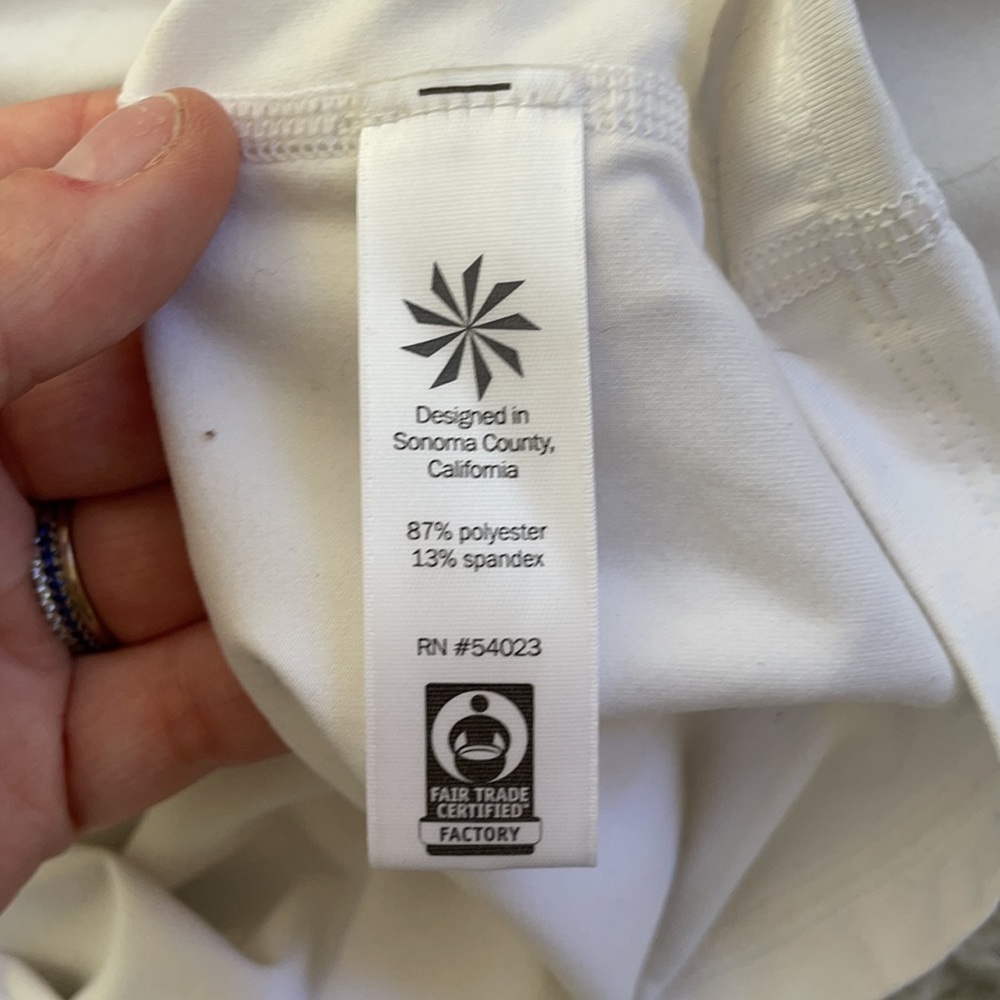 Designed in
Sonoma County,
California
87% polyester
13% spandex
RN #54023
FAIR TRADE
CERTIFIED
FACTORY